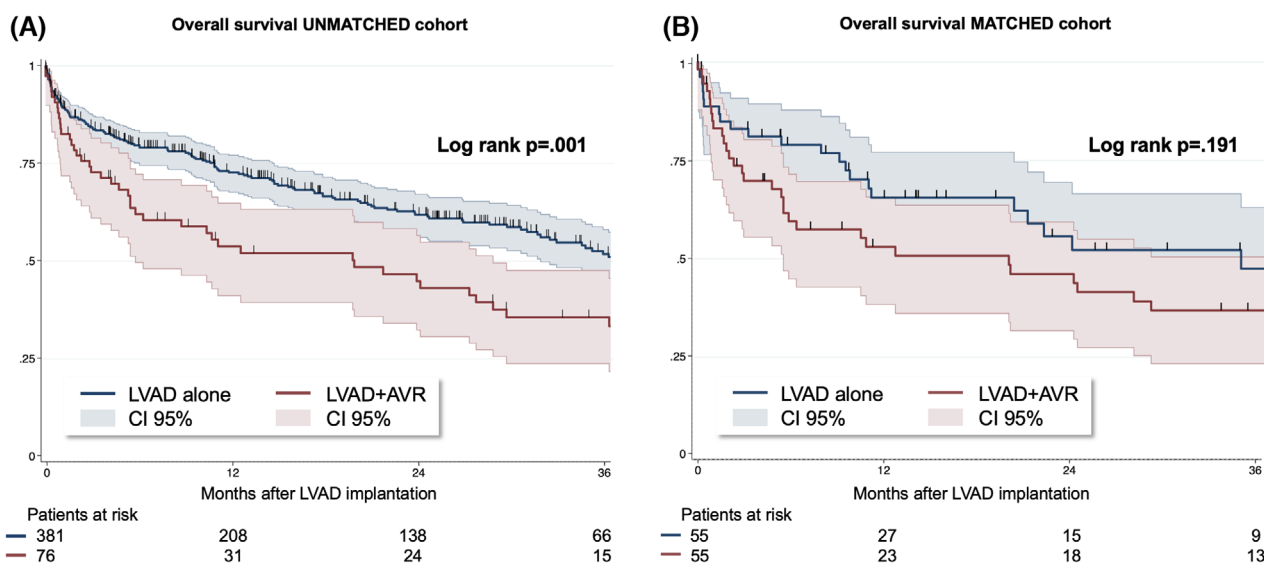 (A)
Overall survival UNMATCHED cohort
1
.75
.5
.25
0
Log rank p=.001
LVAD alone LVAD+AVR
CI 95% CI 95%
0 12 24 36
Months after LVAD implantation
Patients at risk
381 208 138 66
76 31 24 15
(B)
Overall survival MATCHED cohort
1
.75
.5
.25
0
Log rank p=.191
LVAD alone LVAD+AVR
CI 95% CI 95%
0 12 24 36
Months after LVAD implantation
Patients at risk
55 27 15 9
55 23 18 13